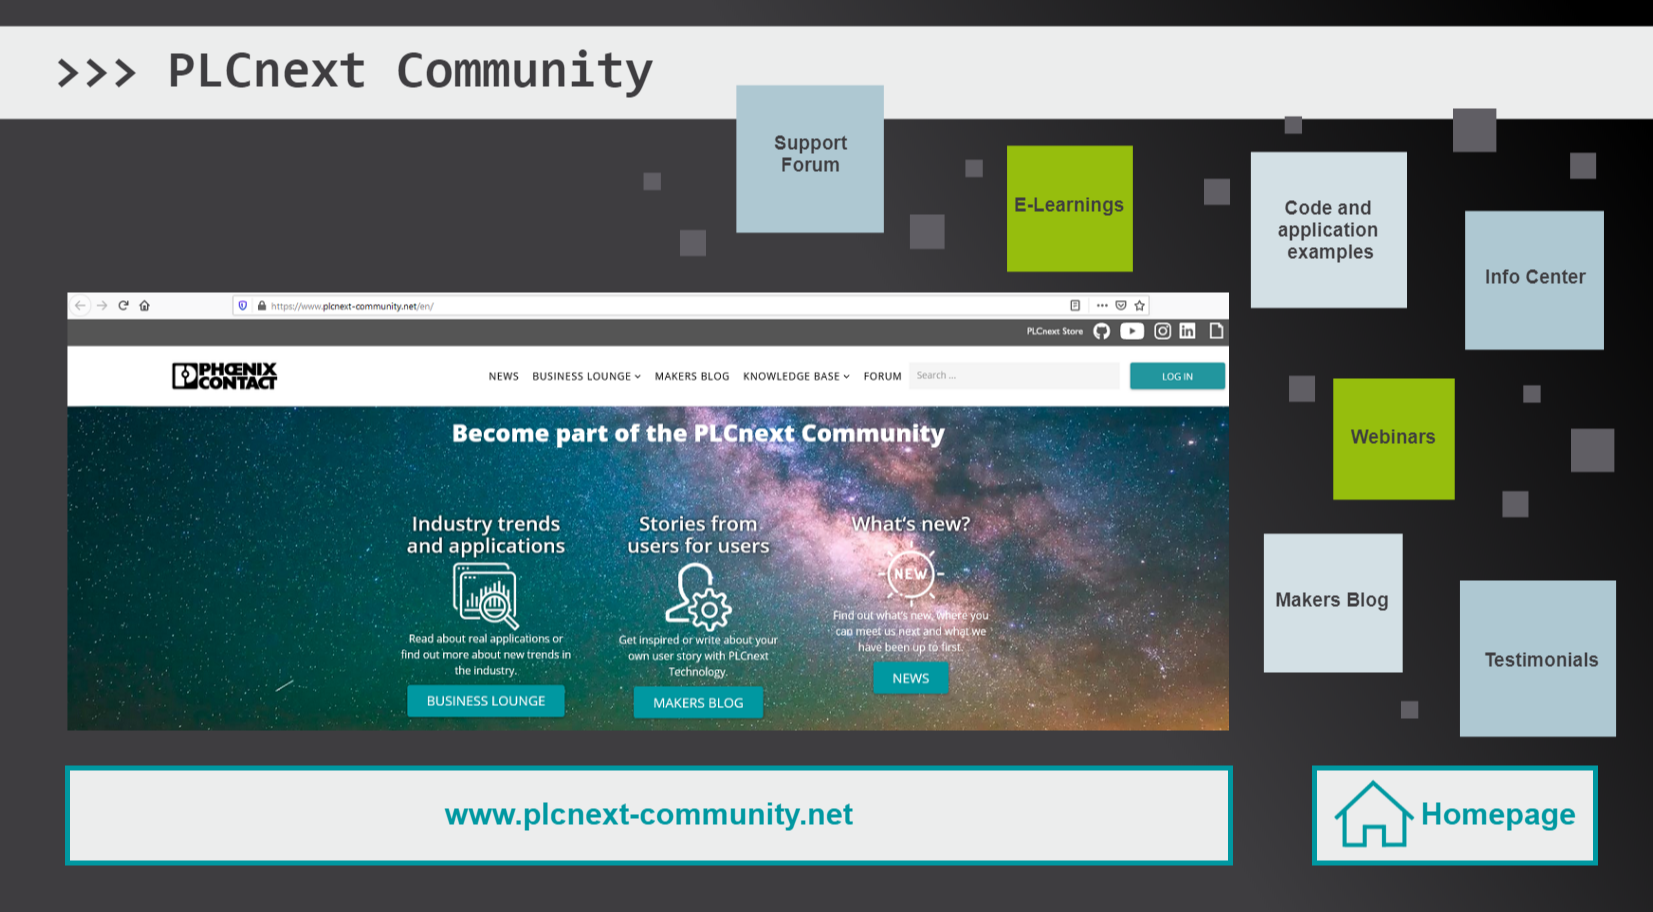 >>> PLCnext Community
Support
Forum
E-Learnings
Code and
application
examples
Info Center
https://www.plcnext-community.net/en/
PLCnext Store
PHŒNIX
CONTACT
NEWS BUSINESS LOUNGE MAKERS BLOG KNOWLEDGE BASE FORUM Search ... LOG IN
Become part of the PLCnext Community
Webinars
Industry trends
and applications
Read about real applications or
find out more about new trends in
the industry.
BUSINESS LOUNGE
Stories from
users for users
Get inspired or write about your
own user story with PLCnext
Technology.
MAKERS BLOG
What's new?
NEW
Find out what's new, where you
can meet us next and what we
have been up to first.
NEWS
Makers Blog
Testimonials
www.plcnext-community.net
Homepage